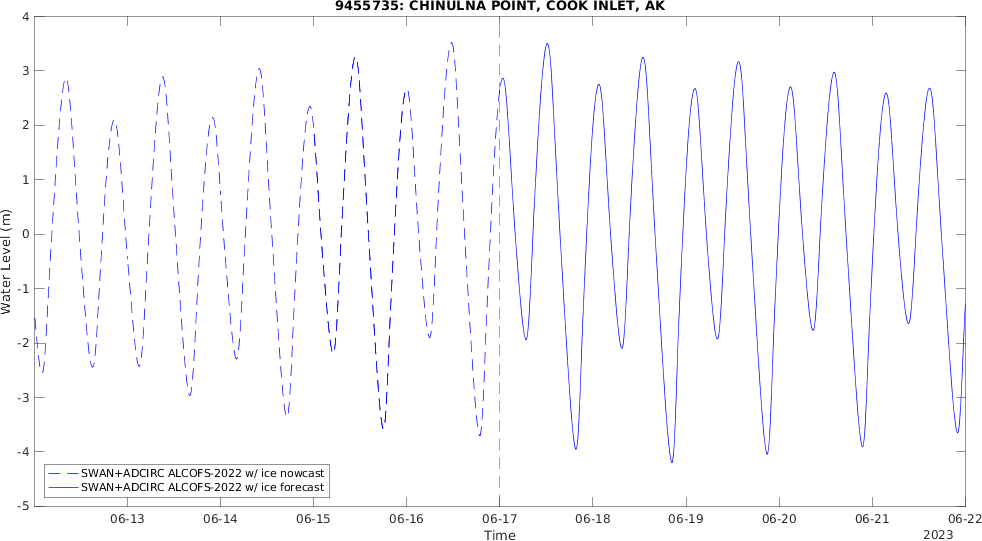 9455735: CHINULNA POINT, COOK INLET, AK
4
3
2
1
0
-1
-2
-3
-4
-5
Water Level (m)
SWAN+ADCIRC ALCOFS-2022 w/ ice nowcast
SWAN+ADCIRC ALCOFS-2022 w/ ice forecast
06-13 06-14 06-15 06-16 06-17 06-18 06-19 06-20 06-21 06-22
Time
2023